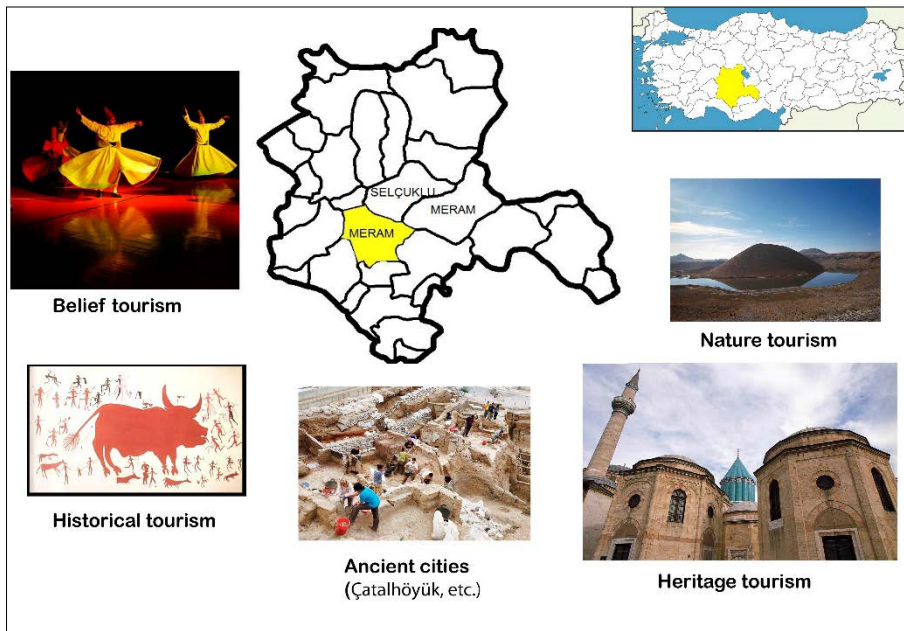 SELÇUKLU
MERAM
MERAM
Belief tourism
Nature tourism
Historical tourism
Ancient cities
(Çatalhöyük, etc.)
Heritage tourism